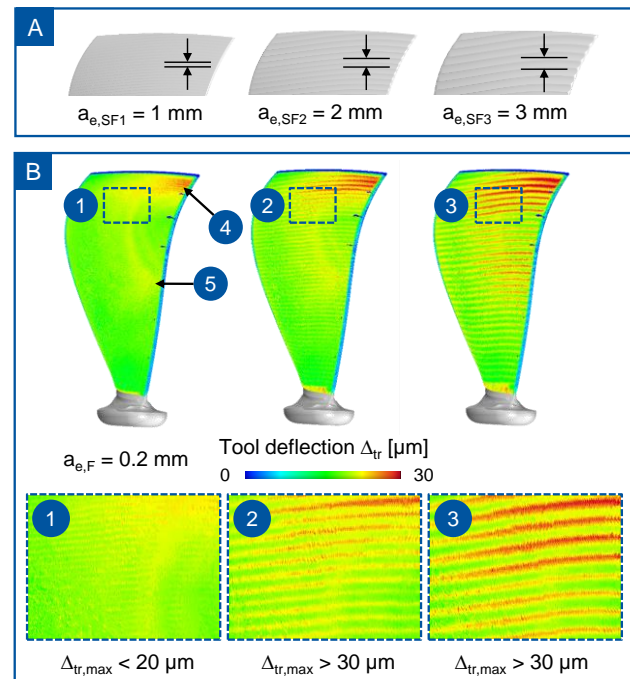 A
a_e,SF1 = 1 mm
a_e,SF2 = 2 mm
a_e,SF3 = 3 mm
B
1
2
3
4
5
a_e,F = 0.2 mm
Tool deflection Δ_tr [µm]
0
30
1
2
3
Δ_tr,max < 20 µm
Δ_tr,max > 30 µm
Δ_tr,max > 30 µm